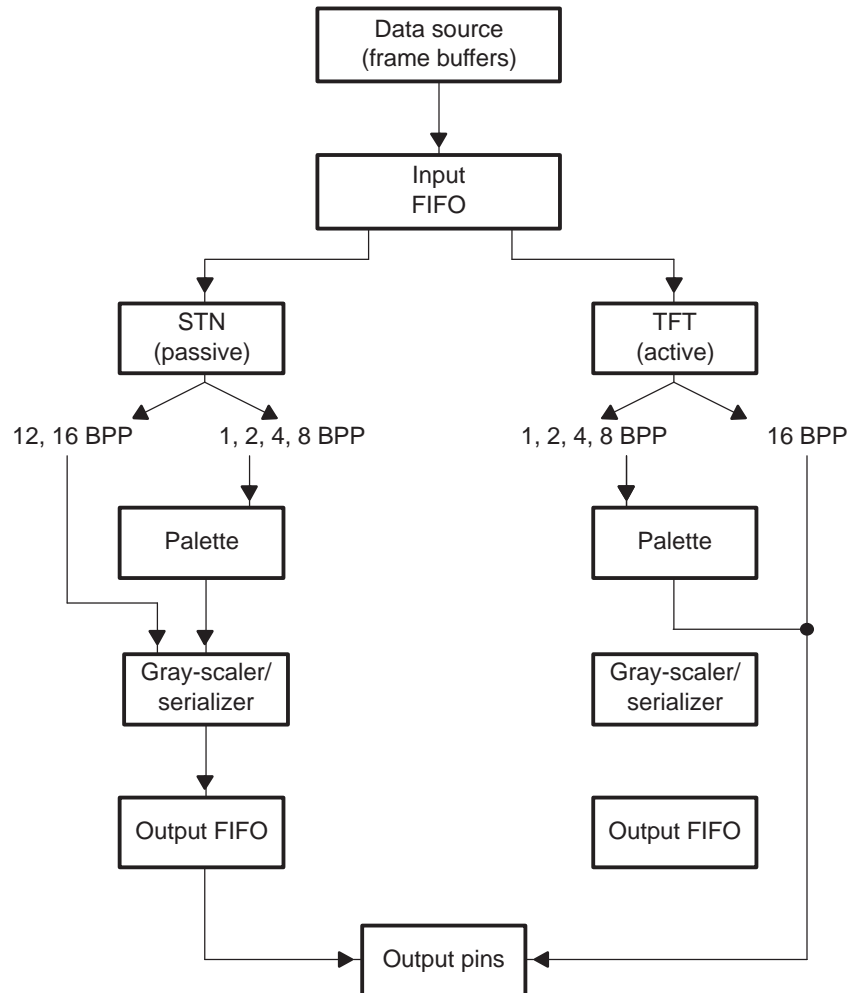 Data source
(frame buffers)
Input
FIFO
STN
(passive)
TFT
(active)
12, 16 BPP
1, 2, 4, 8 BPP
1, 2, 4, 8 BPP
16 BPP
Palette
Palette
Gray-scaler/
serializer
Gray-scaler/
serializer
Output FIFO
Output FIFO
Output pins